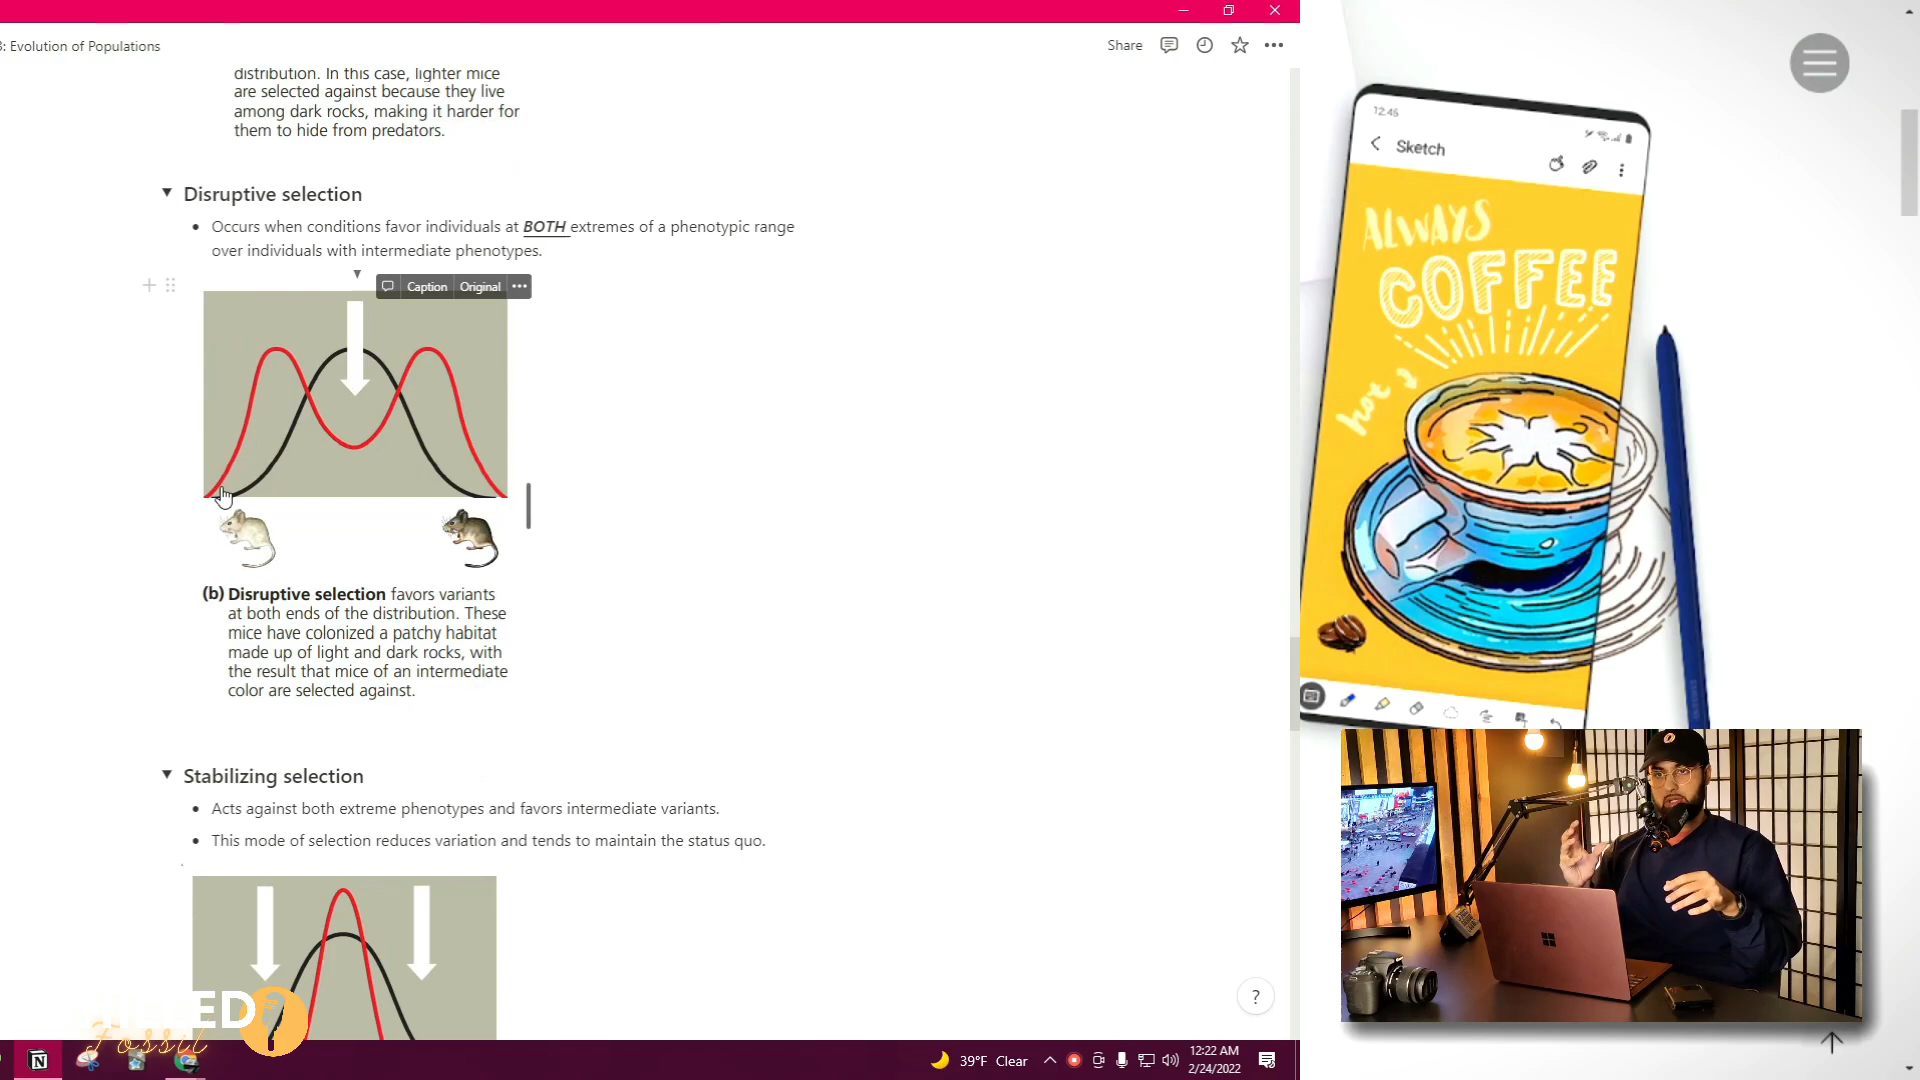 3: Evolution of Populations
Share
distribution. In this case, lighter mice
are selected against because they live
among dark rocks, making it harder for
them to hide from predators.
Disruptive selection
Occurs when conditions favor individuals at BOTH extremes of a phenotypic range
over individuals with intermediate phenotypes.
Caption Original
(b) Disruptive selection favors variants
at both ends of the distribution. These
mice have colonized a patchy habitat
made up of light and dark rocks, with
the result that mice of an intermediate
color are selected against.
Stabilizing selection
Acts against both extreme phenotypes and favors intermediate variants.
This mode of selection reduces variation and tends to maintain the status quo.
?
Fossil
39°F Clear
12:22 AM
2/24/2022
12:45
Sketch
ALWAYS
COFFEE
hot